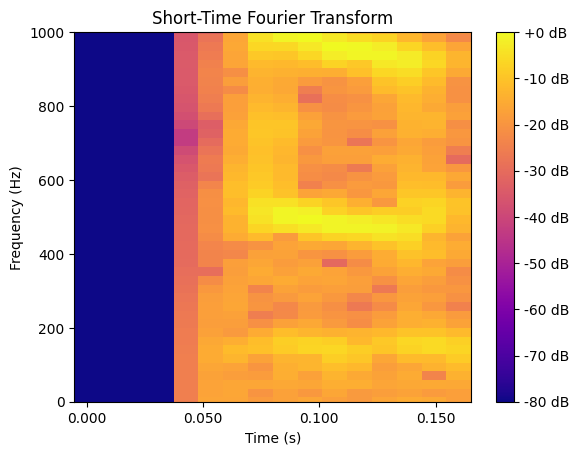 Short-Time Fourier Transform
1000
800
600
400
200
0
Frequency (Hz)
0.000
0.050
0.100
0.150
Time (s)
+0 dB
-10 dB
-20 dB
-30 dB
-40 dB
-50 dB
-60 dB
-70 dB
-80 dB